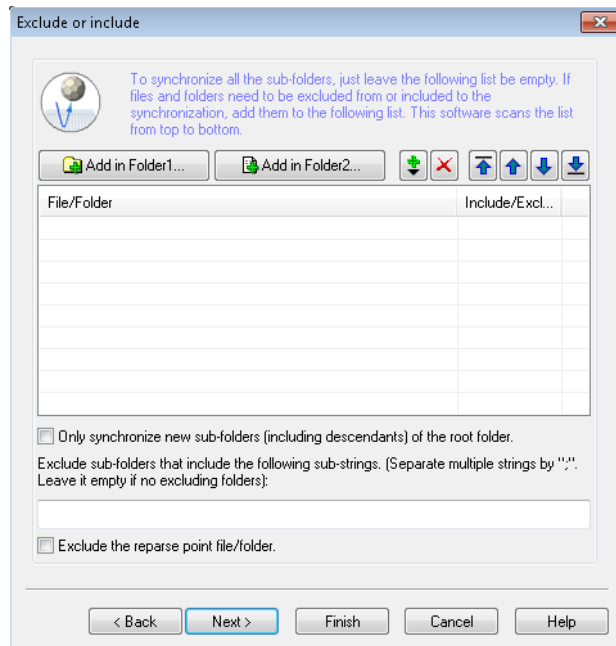 Exclude or include
To synchronize all the sub-folders, just leave the following list be empty. If
files and folders need to be excluded from or included to the
synchronization, add them to the following list. This software scans the list
from top to bottom.
Add in Folder1... Add in Folder2...
File/Folder Include/Excl...
Only synchronize new sub-folders (including descendants) of the root folder.
Exclude sub-folders that include the following sub-strings. (Separate multiple strings by ";".
Leave it empty if no excluding folders):
Exclude the reparse point file/folder.
< Back Next > Finish Cancel Help